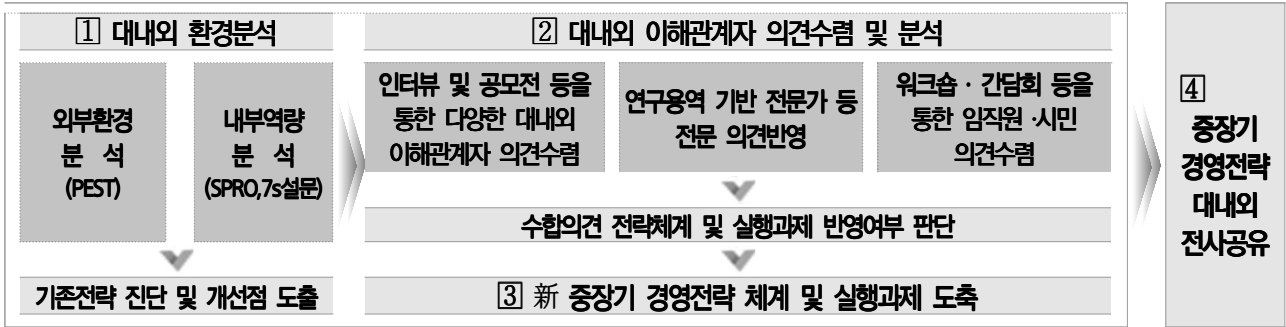 1 대내외 환경분석
외부환경
분 석
(PEST)
내부역량
분 석
(SPRO,7s설문)
기존전략 진단 및 개선점 도출
2 대내외 이해관계자 의견수렴 및 분석
인터뷰 및 공모전 등을
통한 다양한 대내외
이해관계자 의견수렴
연구용역 기반 전문가 등
전문 의견반영
워크숍 · 간담회 등을
통한 임직원 ·시민
의견수렴
수합의견 전략체계 및 실행과제 반영여부 판단
3 新 중장기 경영전략 체계 및 실행과제 도축
4
중장기
경영전략
대내외
전사공유